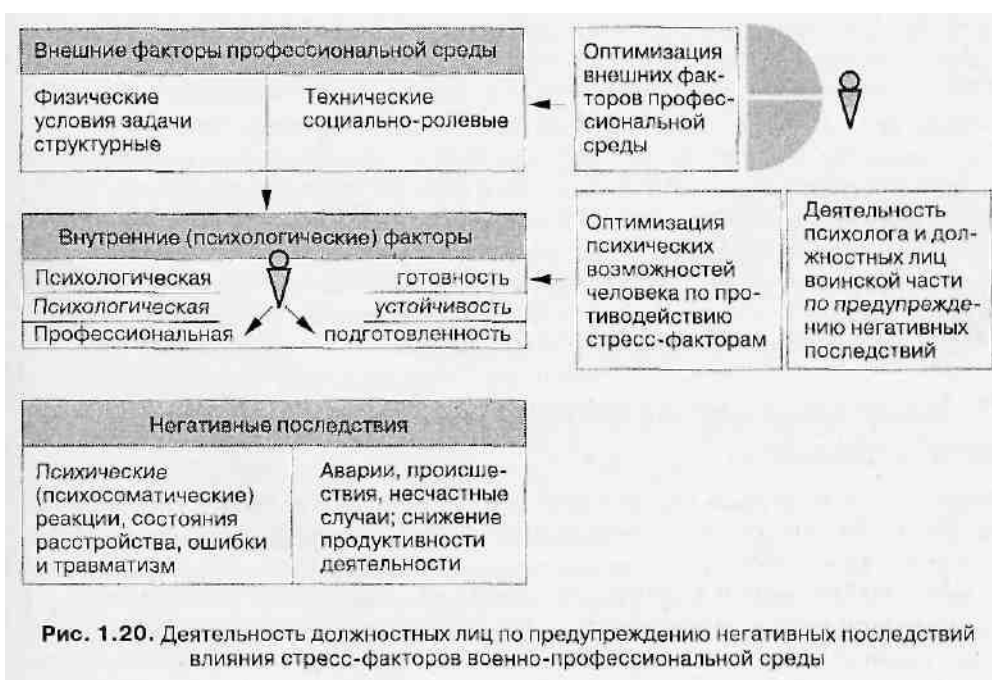 Внешние факторы профессиональной среды
Физические
условия задачи
структурные
Технические
социально-ролевые
Оптимизация
внешних фак-
торов профес-
сиональной
среды
Внутренние (психологические) факторы
Психологическая готовность
Психологическая устойчивость
Профессиональная подготовленность
Оптимизация
психических
возможностей
человека по про-
тиводействию
стресс-факторам
Деятельность
психолога и дол-
жностных лиц
воинской части
по предупрежде-
нию негативных
последствий
Негативные последствия
Психические
(психосоматические)
реакции, состояния
расстройства, ошибки
и травматизм
Аварии, происше-
ствия, несчастные
случаи; снижение
продуктивности
деятельности
Рис. 1.20. Деятельность должностных лиц по предупреждению негативных последствий
влияния стресс-факторов военно-профессиональной среды